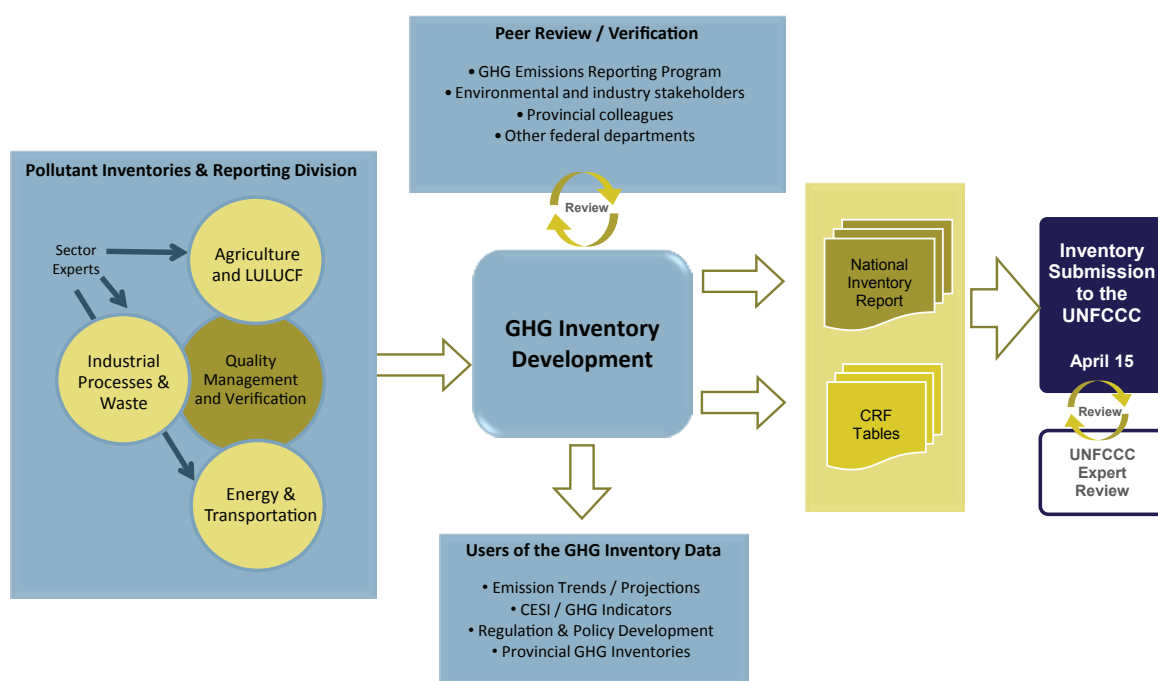 Peer Review / Verification
• GHG Emissions Reporting Program
• Environmental and industry stakeholders
• Provincial colleagues
• Other federal departments
Pollutant Inventories & Reporting Division
Sector
Experts
Agriculture
and LULUCF
Industrial
Processes &
Waste
Quality
Management
and Verification
Energy &
Transportation
Review
GHG Inventory
Development
National
Inventory
Report
CRF
Tables
Inventory
Submission
to the
UNFCCC
April 15
Review
UNFCCC
Expert
Review
Users of the GHG Inventory Data
• Emission Trends / Projections
• CESI / GHG Indicators
• Regulation & Policy Development
• Provincial GHG Inventories